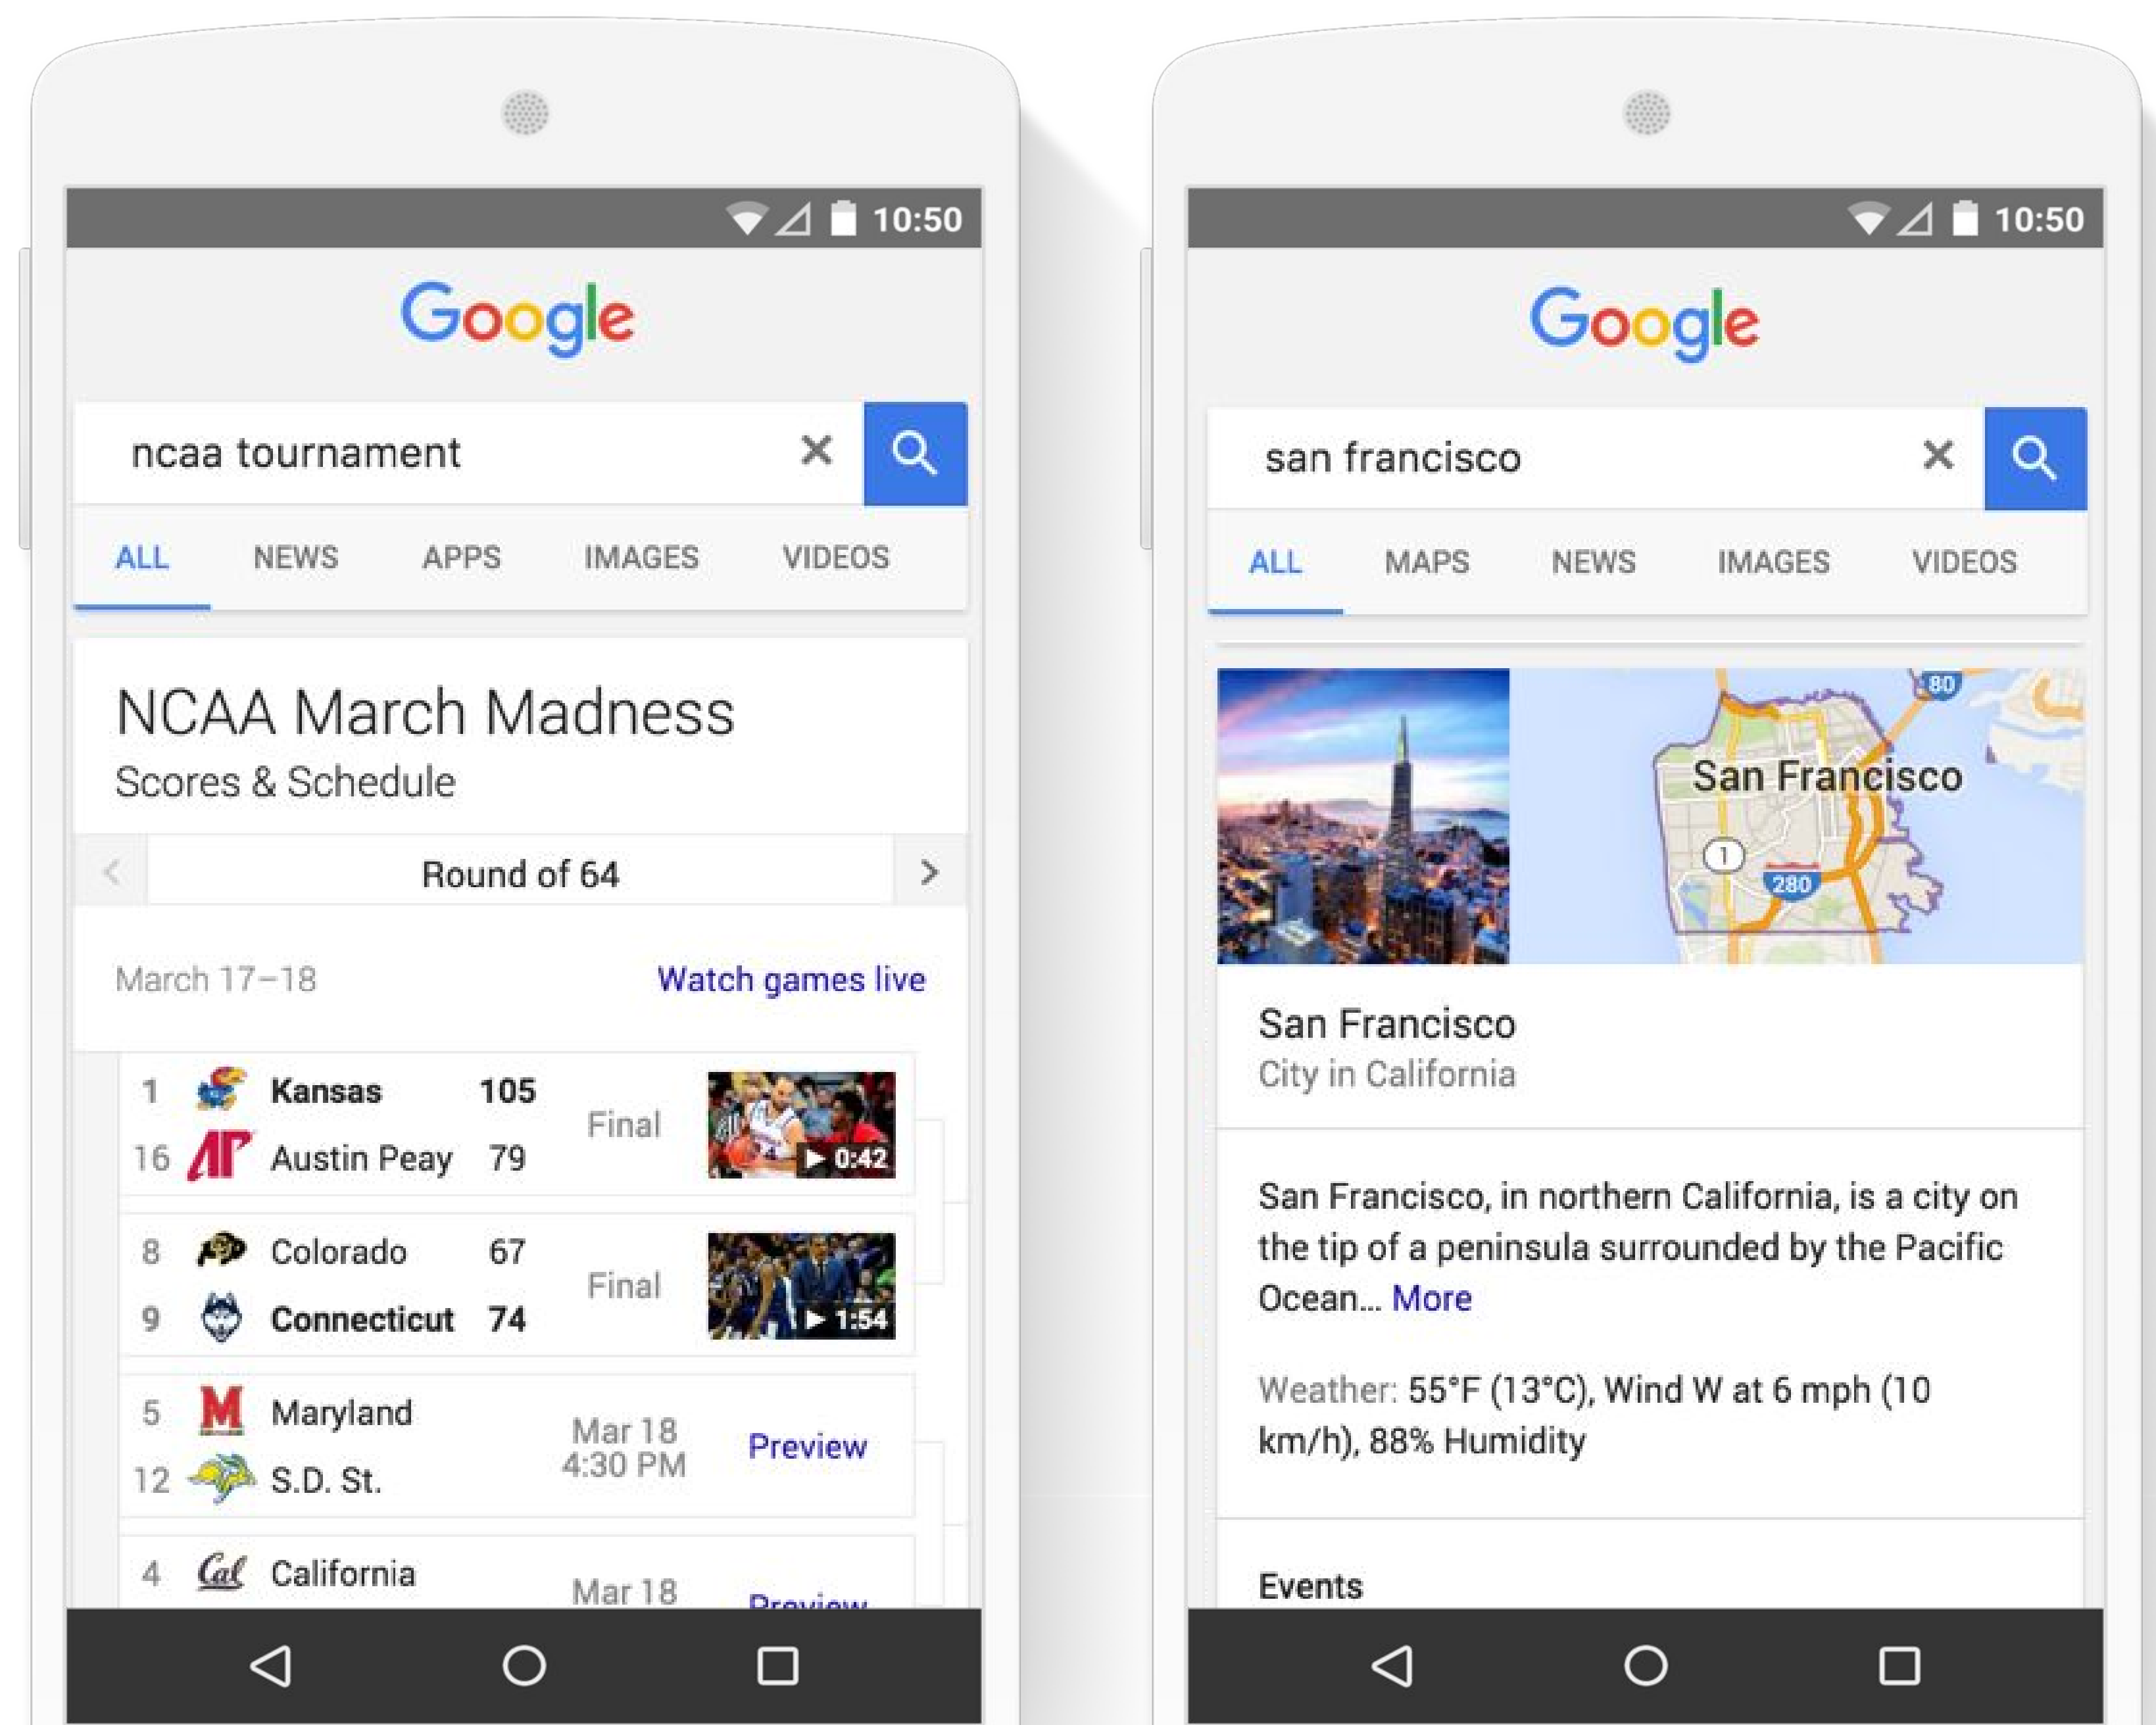 10:50
Google
ncaa tournament
ALL NEWS APPS IMAGES VIDEOS
NCAA March Madness
Scores & Schedule
Round of 64
March 17–18 Watch games live
1 Kansas 105
Final
16 AP Austin Peay 79
0:42
8 Colorado 67
Final
9 Connecticut 74
1:54
5 M Maryland
Mar 18
4:30 PM
Preview
12 S.D. St.
4 Cal California
Mar 18
Preview
10:50
Google
san francisco
ALL MAPS NEWS IMAGES VIDEOS
80
San Francisco
1
280
San Francisco
City in California
San Francisco, in northern California, is a city on
the tip of a peninsula surrounded by the Pacific
Ocean... More
Weather: 55°F (13°C), Wind W at 6 mph (10
km/h), 88% Humidity
Events